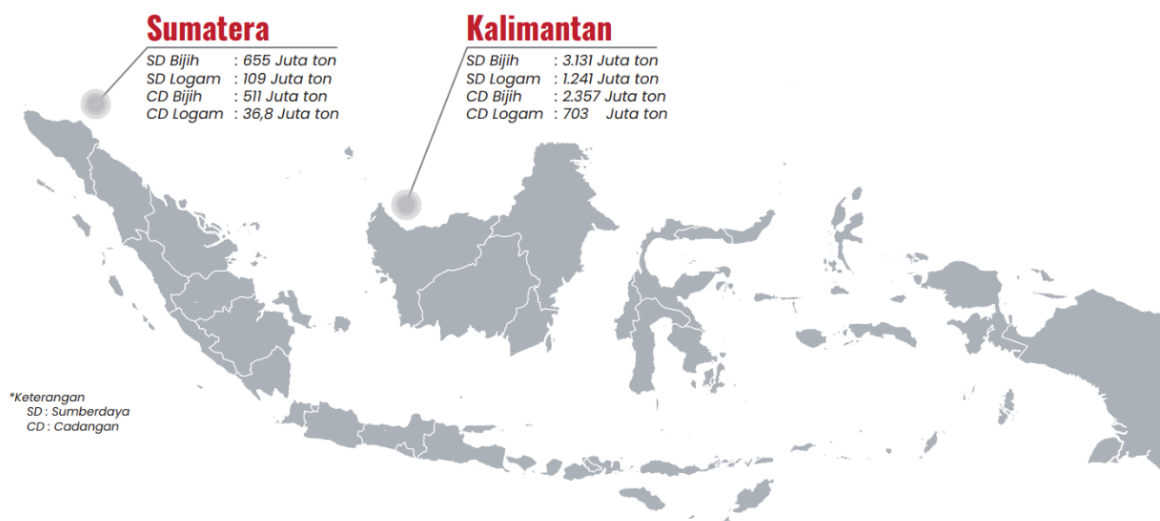 Sumatera
SD Bijih : 655 Juta ton
SD Logam : 109 Juta ton
CD Bijih : 511 Juta ton
CD Logam : 36,8 Juta ton
Kalimantan
SD Bijih : 3.131 Juta ton
SD Logam : 1.241 Juta ton
CD Bijih : 2.357 Juta ton
CD Logam : 703 Juta ton
*Keterangan
SD : Sumberdaya
CD : Cadangan